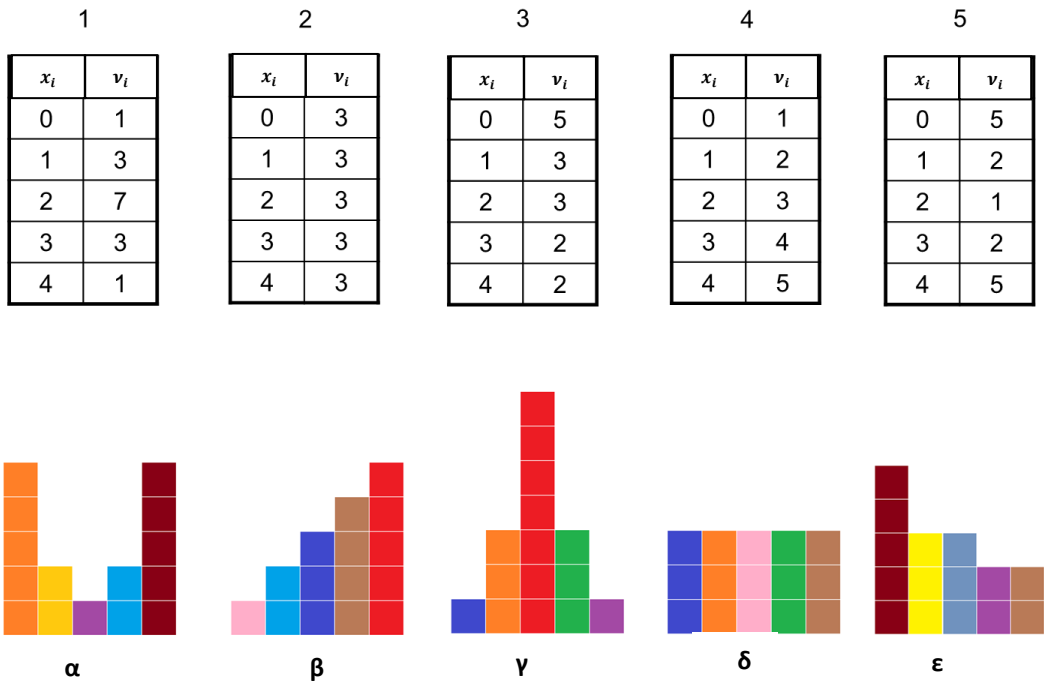 1 2 3 4 5
xᵢ νᵢ xᵢ νᵢ xᵢ νᵢ xᵢ νᵢ xᵢ νᵢ
0 1 0 3 0 5 0 1 0 5
1 3 1 3 1 3 1 2 1 2
2 7 2 3 2 3 2 3 2 1
3 3 3 3 3 2 3 4 3 2
4 1 4 3 4 2 4 5 4 5
α β γ δ ε